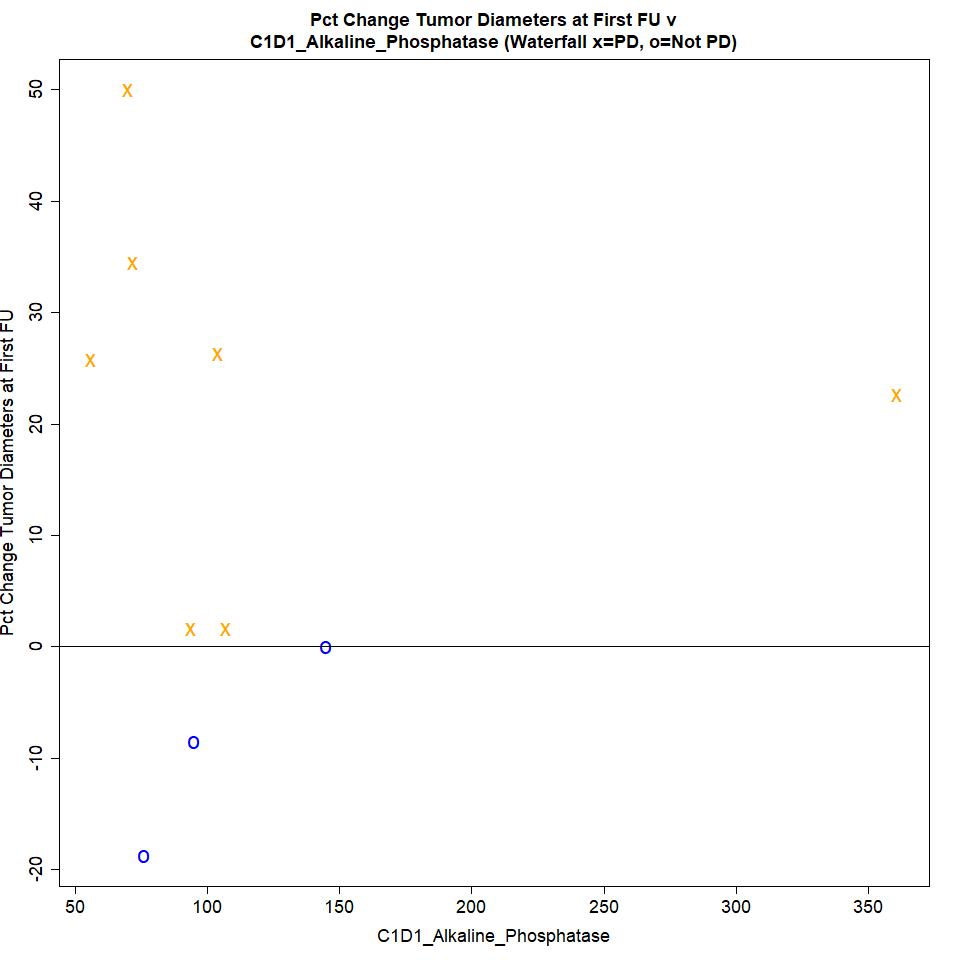 Pct Change Tumor Diameters at First FU v
C1D1_Alkaline_Phosphatase (Waterfall x=PD, o=Not PD)
Pct Change Tumor Diameters at First FU
50
40
30
20
10
0
-10
-20
X
X
X
X
X
X
X
O
O
O
50 100 150 200 250 300 350
C1D1_Alkaline_Phosphatase